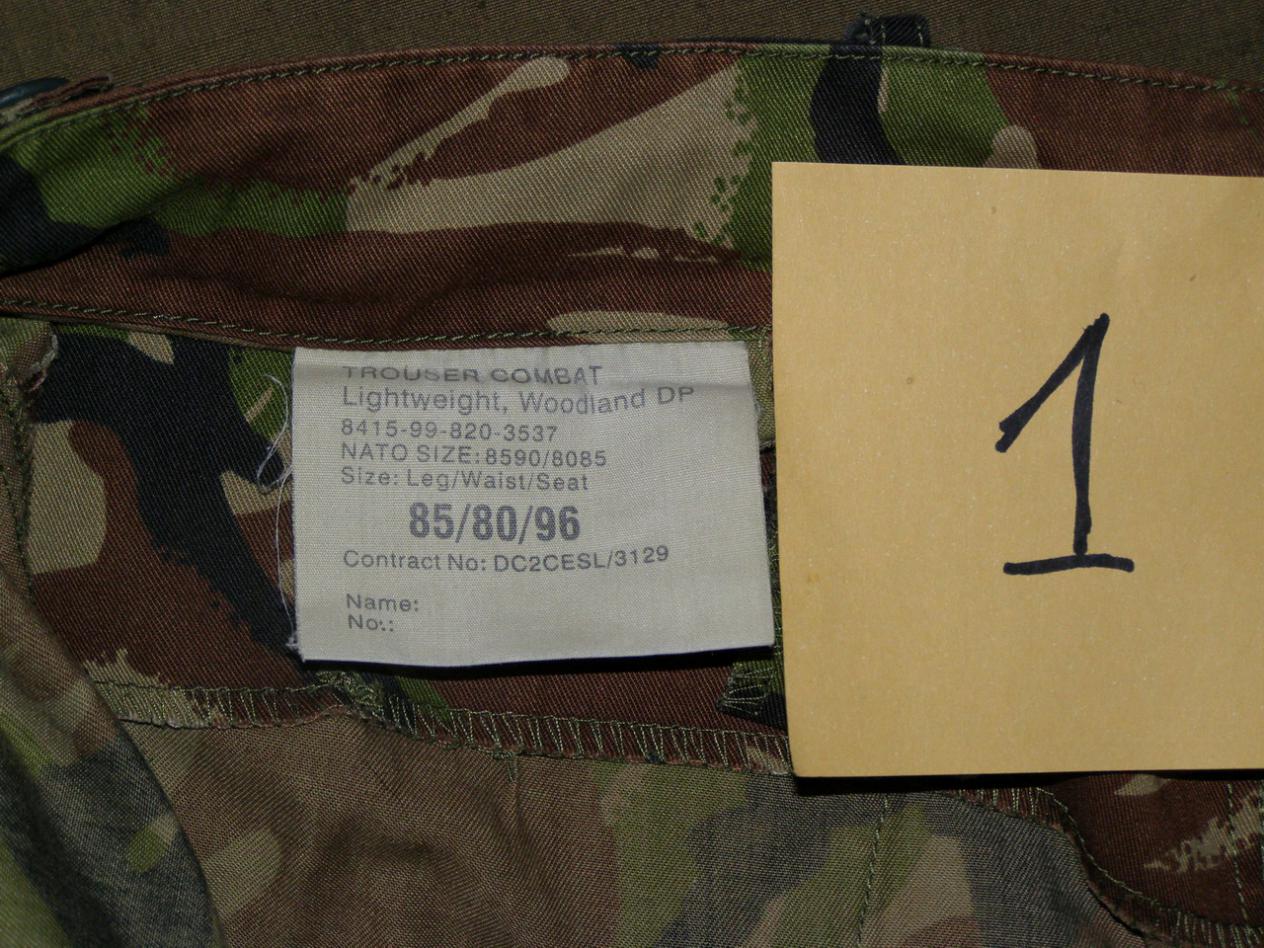 TROUSER COMBAT
Lightweight, Woodland DP
8415-99-820-3537
NATO SIZE: 8590/8085
Size: Leg/Waist/Seat
85/80/96
Contract No: DC2CESL/3129
Name:
No.:
1